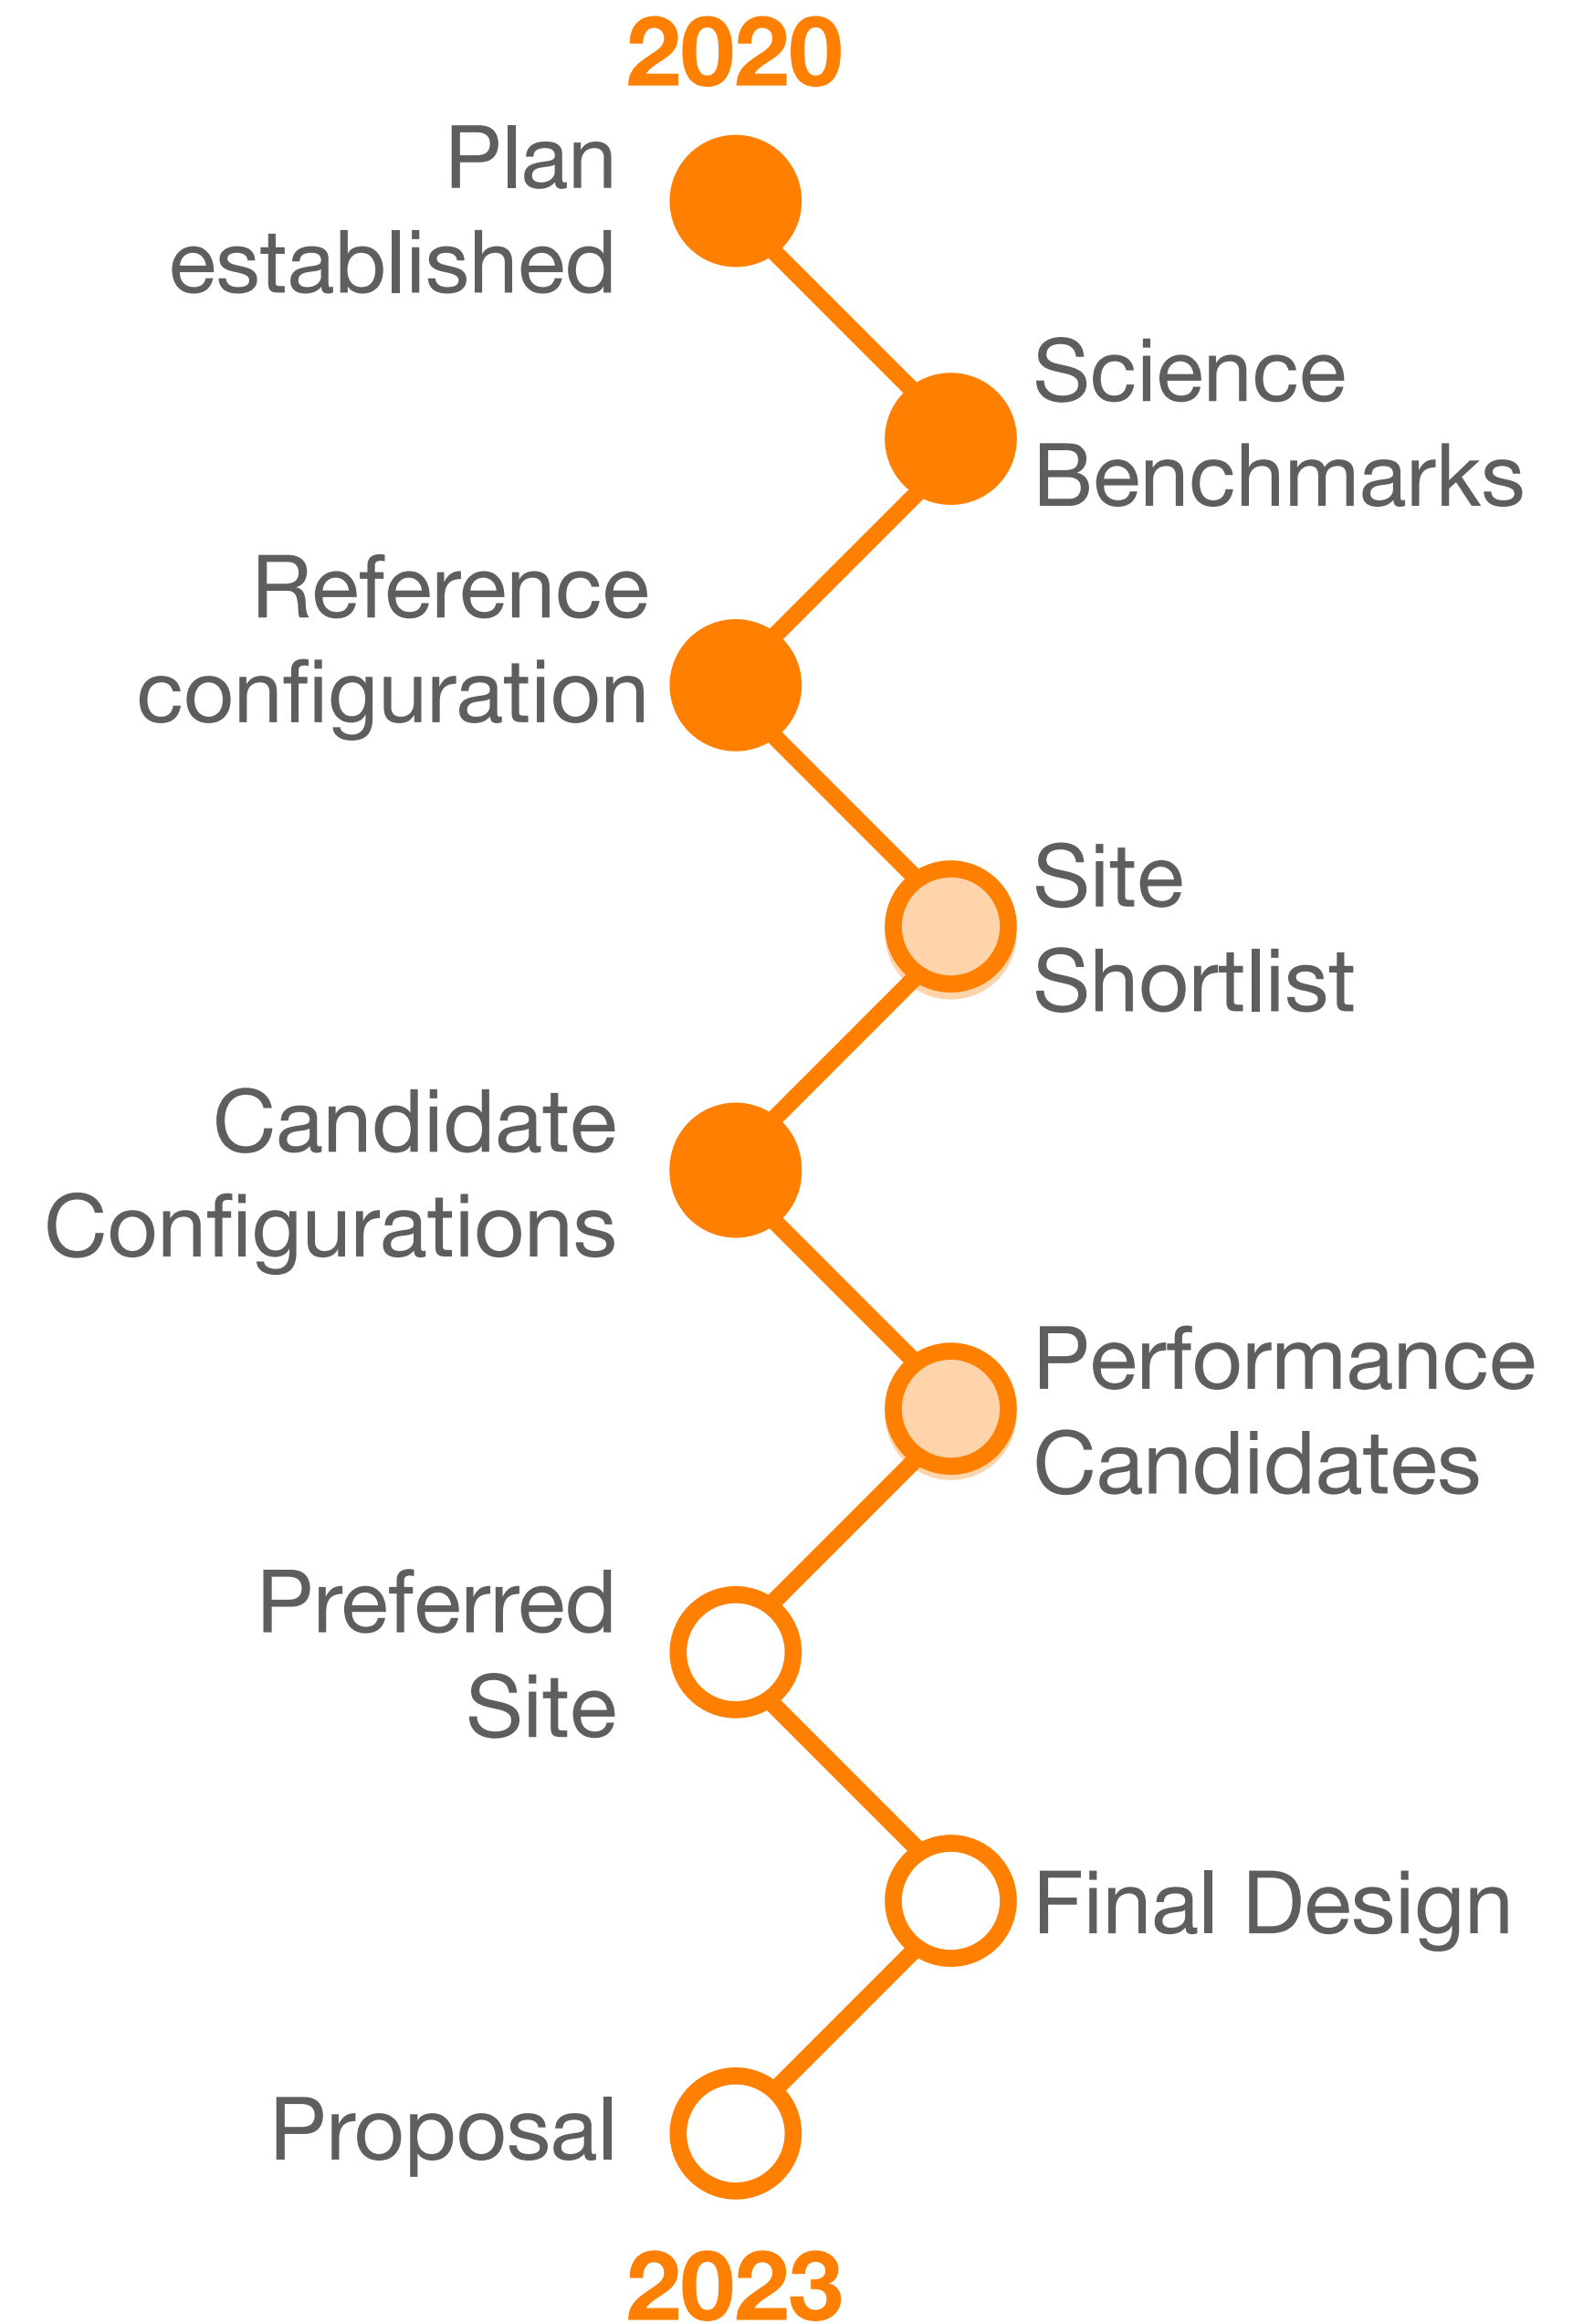 2020
Plan
established
Science
Benchmarks
Reference
configuration
Site
Shortlist
Candidate
Configurations
Performance
Candidates
Preferred
Site
Final Design
Proposal
2023